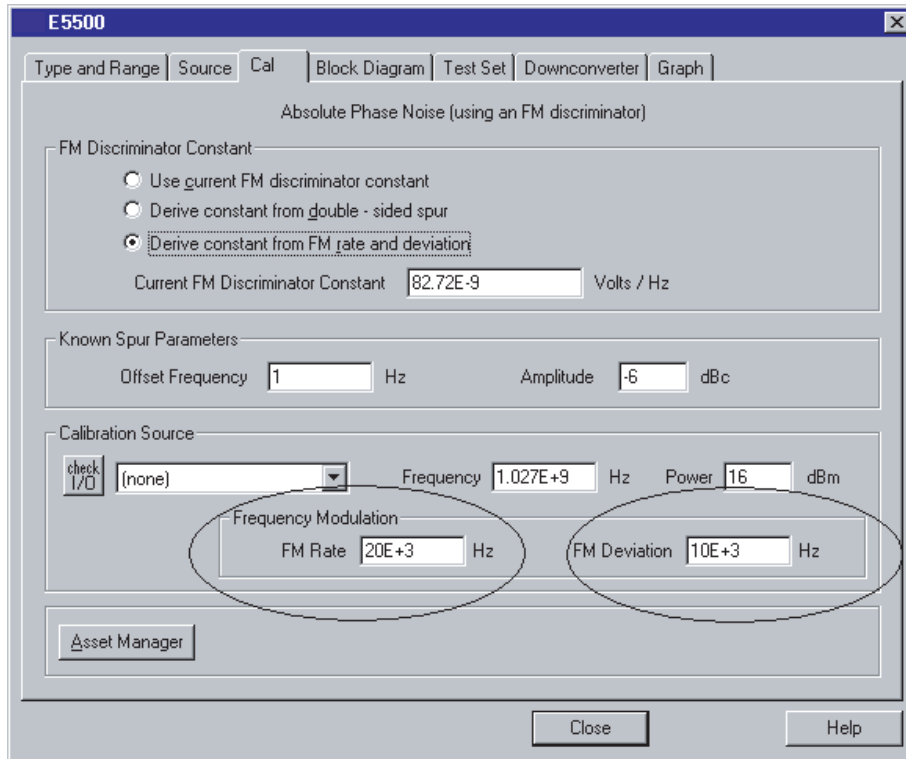 E5500
Type and Range Source Cal Block Diagram Test Set Downconverter Graph
Absolute Phase Noise (using an FM discriminator)
FM Discriminator Constant
Use current FM discriminator constant
Derive constant from double - sided spur
Derive constant from FM rate and deviation
Current FM Discriminator Constant 82.72E-9 Volts / Hz
Known Spur Parameters
Offset Frequency 1 Hz Amplitude -6 dBc
Calibration Source
check I/O (none) Frequency 1.027E+9 Hz Power 16 dBm
Frequency Modulation
FM Rate 20E+3 Hz FM Deviation 10E+3 Hz
Asset Manager
Close Help